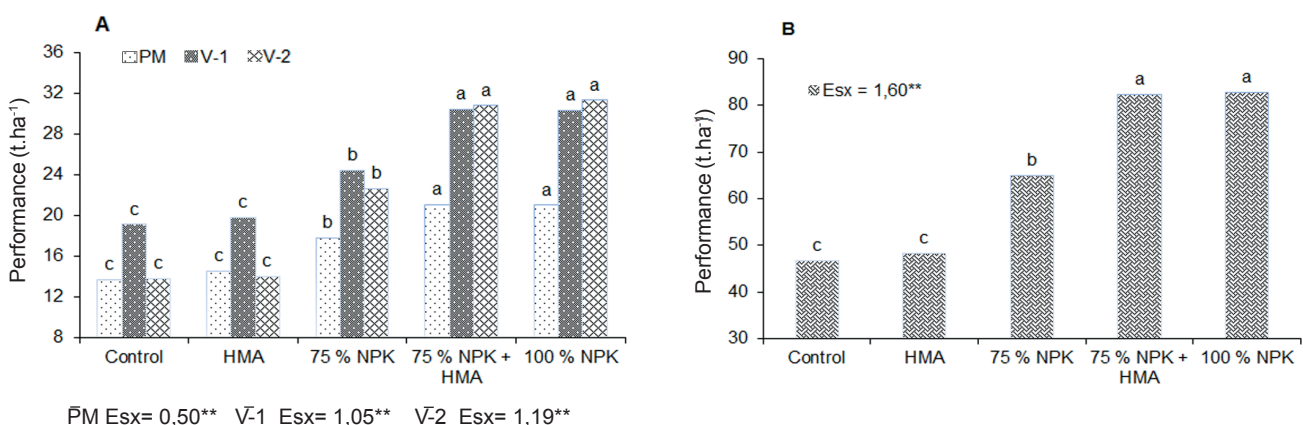 A
36
32
28
24
20
16
12
8
Performance (t.ha⁻¹)
PM V-1 V-2
c c c
c c c
b b b
a a a
a a a
Control HMA 75 % NPK 75 % NPK + HMA 100 % NPK
P̄M Esx= 0,50** V̄-1 Esx= 1,05** V̄-2 Esx= 1,19**
B
90
80
70
60
50
40
30
Performance (t.ha⁻¹)
Esx = 1,60**
c c b a a
Control HMA 75 % NPK 75 % NPK + HMA 100 % NPK